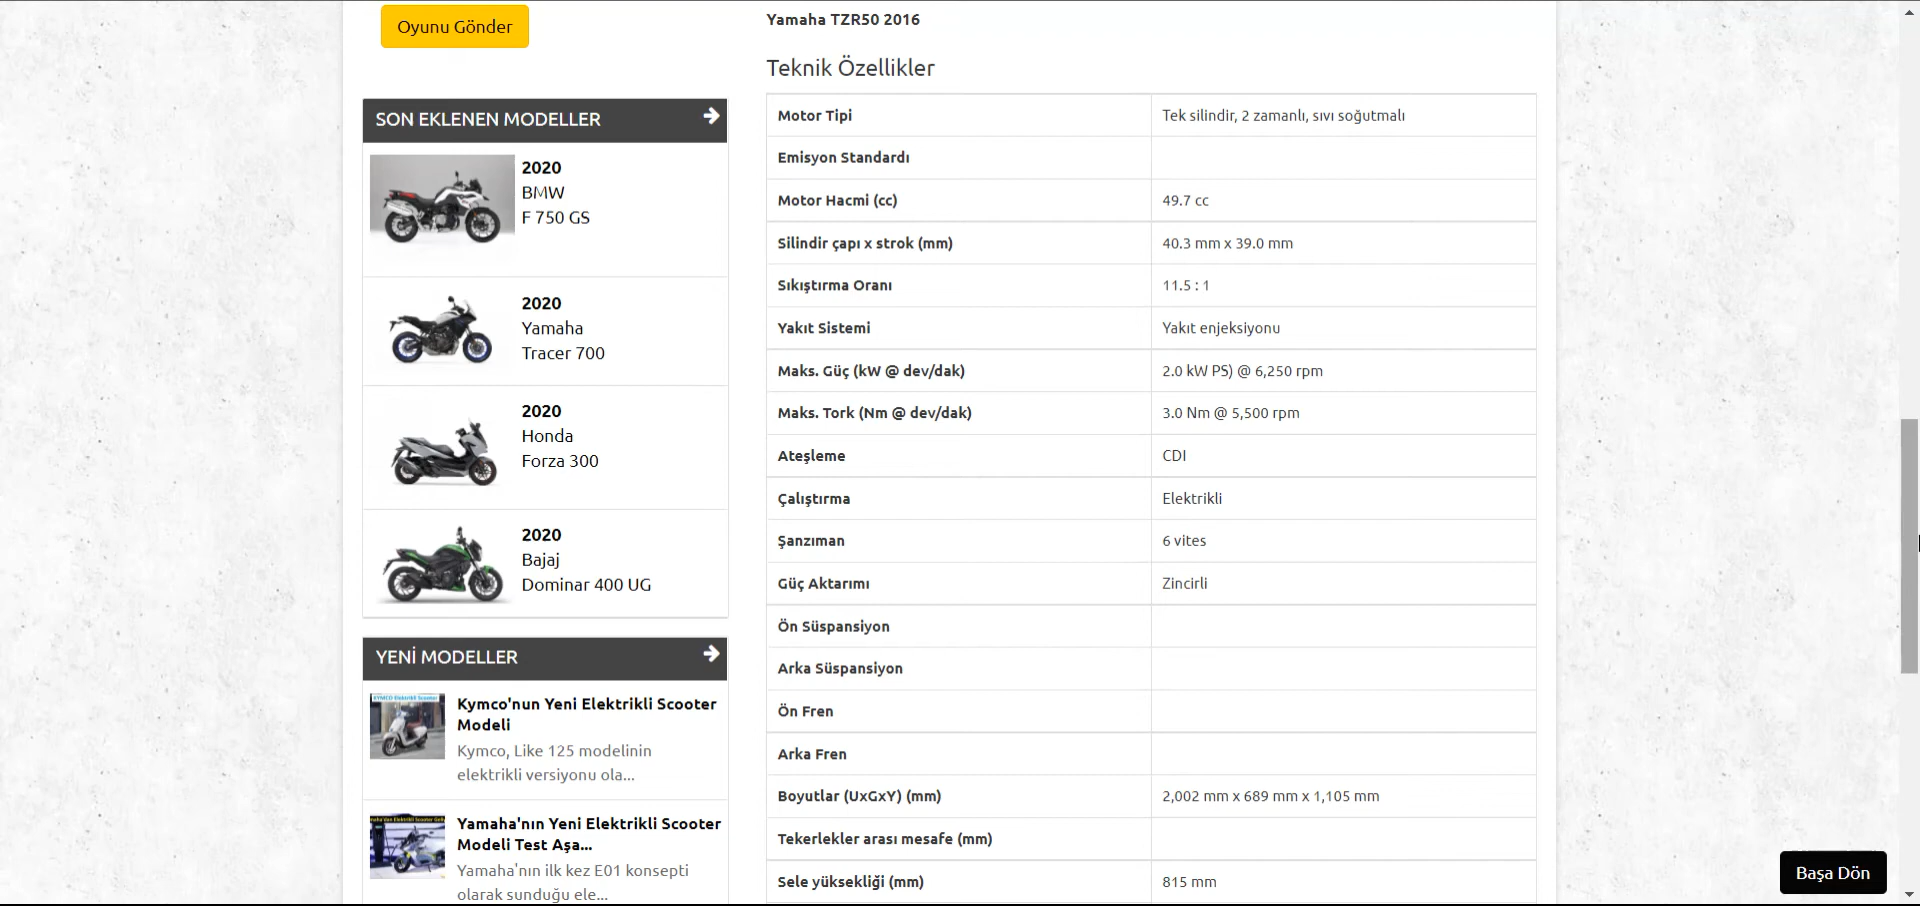 Oyunu Gönder
SON EKLENEN MODELLER
2020
BMW
F 750 GS
2020
Yamaha
Tracer 700
2020
Honda
Forza 300
2020
Bajaj
Dominar 400 UG
YENİ MODELLER
Kymco'nun Yeni Elektrikli Scooter
Modeli
Kymco, Like 125 modelinin
elektrikli versiyonu ola...
Yamaha'nın Yeni Elektrikli Scooter
Modeli Test Aşa...
Yamaha'nın ilk kez E01 konsepti
olarak sunduğu ele...
Yamaha TZR50 2016
Teknik Özellikler
Motor Tipi Tek silindir, 2 zamanlı, sıvı soğutmalı
Emisyon Standardı
Motor Hacmi (cc) 49.7 cc
Silindir çapı x strok (mm) 40.3 mm x 39.0 mm
Sıkıştırma Oranı 11.5 : 1
Yakıt Sistemi Yakıt enjeksiyonu
Maks. Güç (kW @ dev/dak) 2.0 kW PS) @ 6,250 rpm
Maks. Tork (Nm @ dev/dak) 3.0 Nm @ 5,500 rpm
Ateşleme CDI
Çalıştırma Elektrikli
Şanzıman 6 vites
Güç Aktarımı Zincirli
Ön Süspansiyon
Arka Süspansiyon
Ön Fren
Arka Fren
Boyutlar (UxGxY) (mm) 2,002 mm x 689 mm x 1,105 mm
Tekerlekler arası mesafe (mm)
Sele yüksekliği (mm) 815 mm
Başa Dön